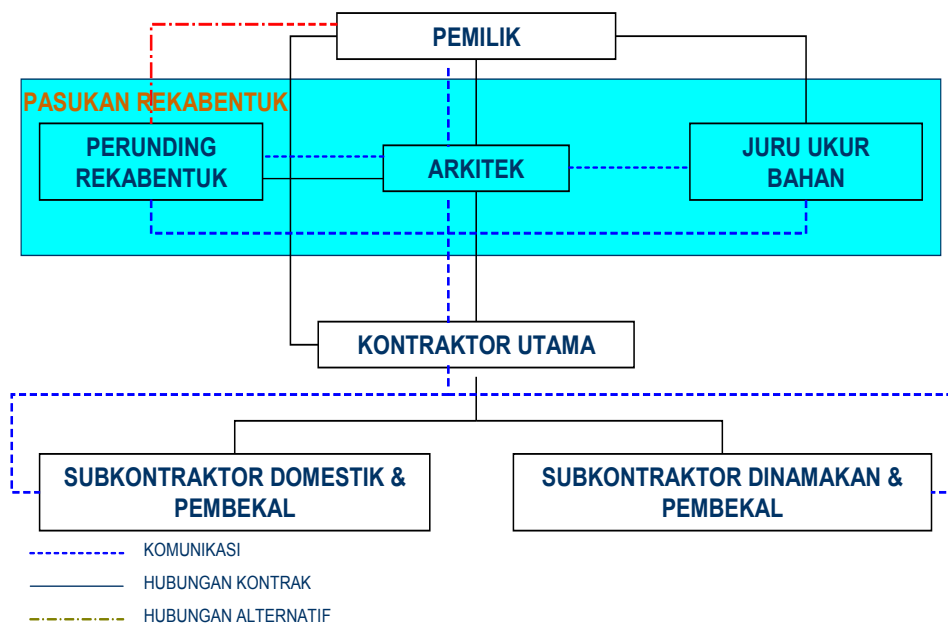 PEMILIK
PASUKAN REKABENTUK
PERUNDING
REKABENTUK
ARKITEK
JURU UKUR
BAHAN
KONTRAKTOR UTAMA
SUBKONTRAKTOR DOMESTIK &
PEMBEKAL
SUBKONTRAKTOR DINAMAKAN &
PEMBEKAL
KOMUNIKASI
HUBUNGAN KONTRAK
HUBUNGAN ALTERNATIF